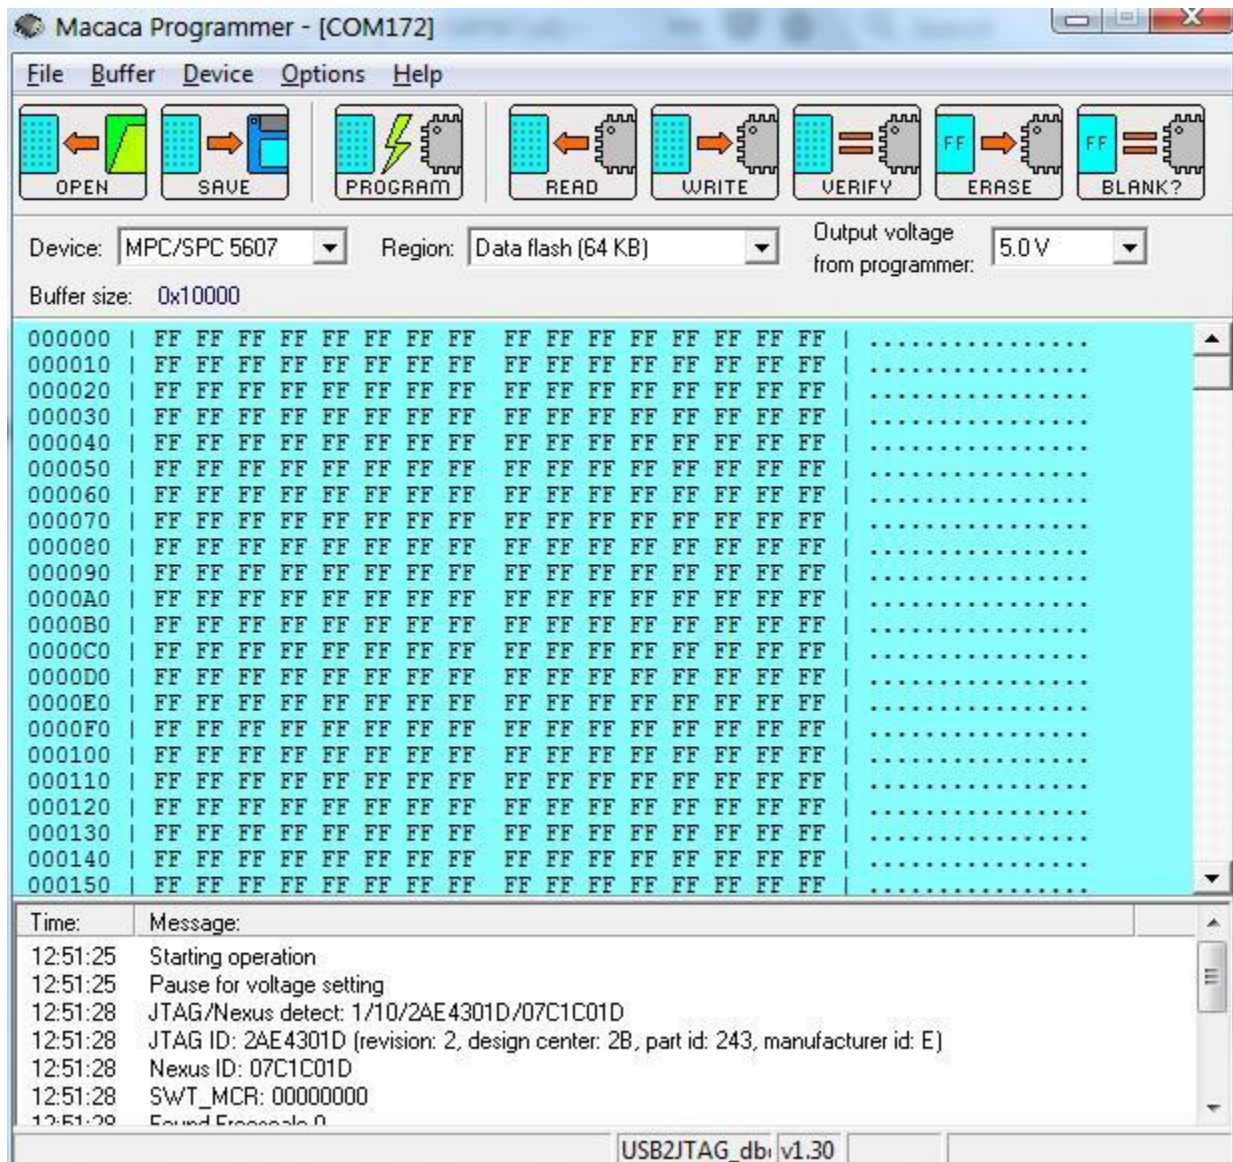 Macaca Programmer - [COM172]
File Buffer Device Options Help
FF FF
OPEN SAVE PROGRAM READ WRITE VERIFY ERASE BLANK?
Device: MPC/SPC 5607 Region: Data flash (64 KB) Output voltage from programmer: 5.0 V
Buffer size: 0x10000
000000 | FF FF FF FF FF FF FF FF FF FF FF FF FF FF FF FF | ................
000010 | FF FF FF FF FF FF FF FF FF FF FF FF FF FF FF FF | ................
000020 | FF FF FF FF FF FF FF FF FF FF FF FF FF FF FF FF | ................
000030 | FF FF FF FF FF FF FF FF FF FF FF FF FF FF FF FF | ................
000040 | FF FF FF FF FF FF FF FF FF FF FF FF FF FF FF FF | ................
000050 | FF FF FF FF FF FF FF FF FF FF FF FF FF FF FF FF | ................
000060 | FF FF FF FF FF FF FF FF FF FF FF FF FF FF FF FF | ................
000070 | FF FF FF FF FF FF FF FF FF FF FF FF FF FF FF FF | ................
000080 | FF FF FF FF FF FF FF FF FF FF FF FF FF FF FF FF | ................
000090 | FF FF FF FF FF FF FF FF FF FF FF FF FF FF FF FF | ................
0000A0 | FF FF FF FF FF FF FF FF FF FF FF FF FF FF FF FF | ................
0000B0 | FF FF FF FF FF FF FF FF FF FF FF FF FF FF FF FF | ................
0000C0 | FF FF FF FF FF FF FF FF FF FF FF FF FF FF FF FF | ................
0000D0 | FF FF FF FF FF FF FF FF FF FF FF FF FF FF FF FF | ................
0000E0 | FF FF FF FF FF FF FF FF FF FF FF FF FF FF FF FF | ................
0000F0 | FF FF FF FF FF FF FF FF FF FF FF FF FF FF FF FF | ................
000100 | FF FF FF FF FF FF FF FF FF FF FF FF FF FF FF FF | ................
000110 | FF FF FF FF FF FF FF FF FF FF FF FF FF FF FF FF | ................
000120 | FF FF FF FF FF FF FF FF FF FF FF FF FF FF FF FF | ................
000130 | FF FF FF FF FF FF FF FF FF FF FF FF FF FF FF FF | ................
000140 | FF FF FF FF FF FF FF FF FF FF FF FF FF FF FF FF | ................
000150 | FF FF FF FF FF FF FF FF FF FF FF FF FF FF FF FF | ................
Time: Message:
12:51:25 Starting operation
12:51:25 Pause for voltage setting
12:51:28 JTAG/Nexus detect: 1/10/2AE4301D/07C1C01D
12:51:28 JTAG ID: 2AE4301D (revision: 2, design center: 2B, part id: 243, manufacturer id: E)
12:51:28 Nexus ID: 07C1C01D
12:51:28 SWT_MCR: 00000000
USB2JTAG_db v1.30